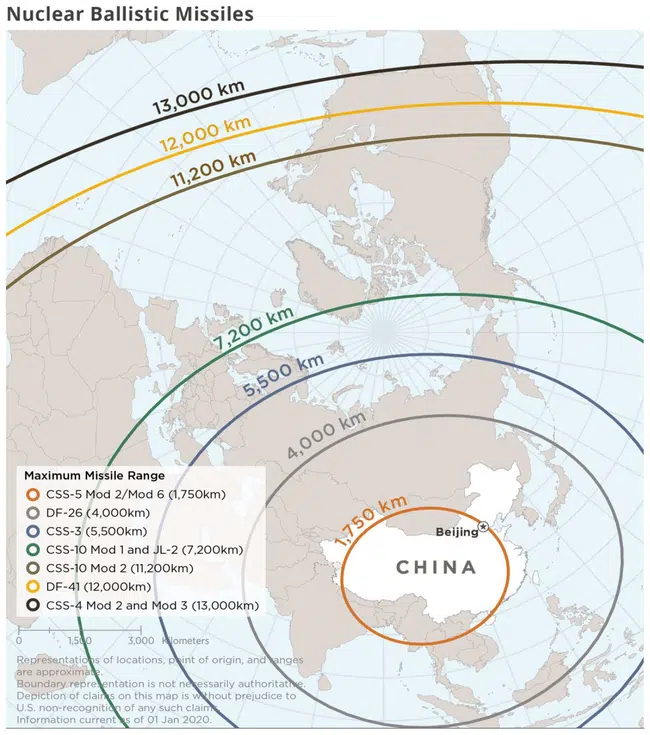 Nuclear Ballistic Missiles
13,000 km
12,000 km
11,200 km
7,200 km
5,500 km
4,000 km
1,750 km
Beijing
CHINA
Maximum Missile Range
CSS-5 Mod 2/Mod 6 (1,750km)
DF-26 (4,000km)
CSS-3 (5,500km)
CSS-10 Mod 1 and JL-2 (7,200km)
CSS-10 Mod 2 (11,200km)
DF-41 (12,000km)
CSS-4 Mod 2 and Mod 3 (13,000km)
0 1,500 3,000 Kilometers
Representations of locations, point of origin, and ranges
are approximate.
Boundary representation is not necessarily authoritative.
Depiction of claims on this map is without prejudice to
U.S. non-recognition of any such claims.
Information current as of 01 Jan 2020.